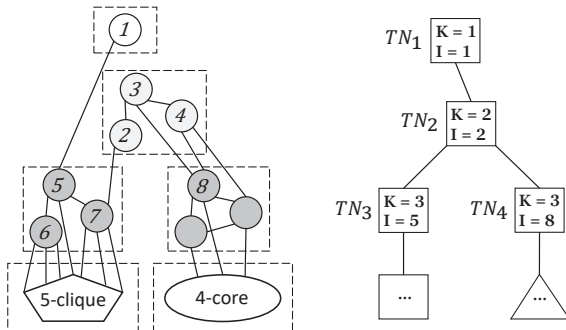 1
3
4
2
5
8
7
6
5-clique
4-core
TN1
K = 1
I = 1
TN2
K = 2
I = 2
TN3
K = 3
I = 5
TN4
K = 3
I = 8
...
...